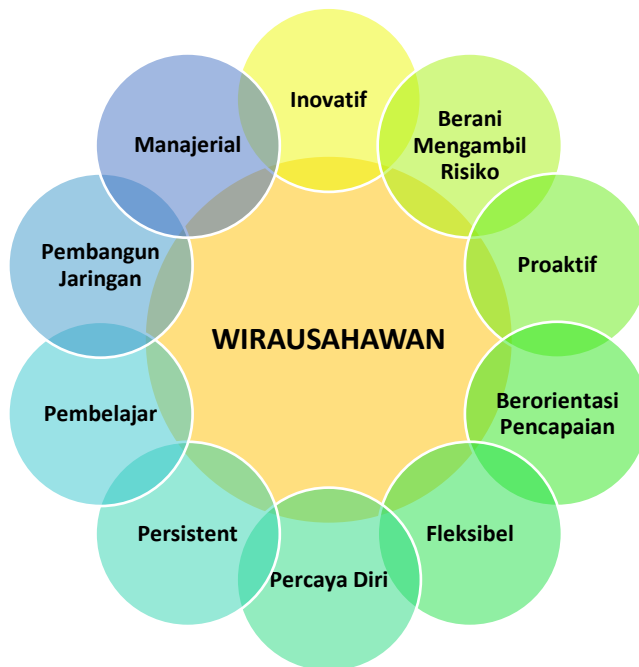 Inovatif
Berani
Mengambil
Risiko
Proaktif
Berorientasi
Pencapaian
Fleksibel
Percaya Diri
Persistent
Pembelajar
Pembangun
Jaringan
Manajerial
WIRAUSAHAWAN